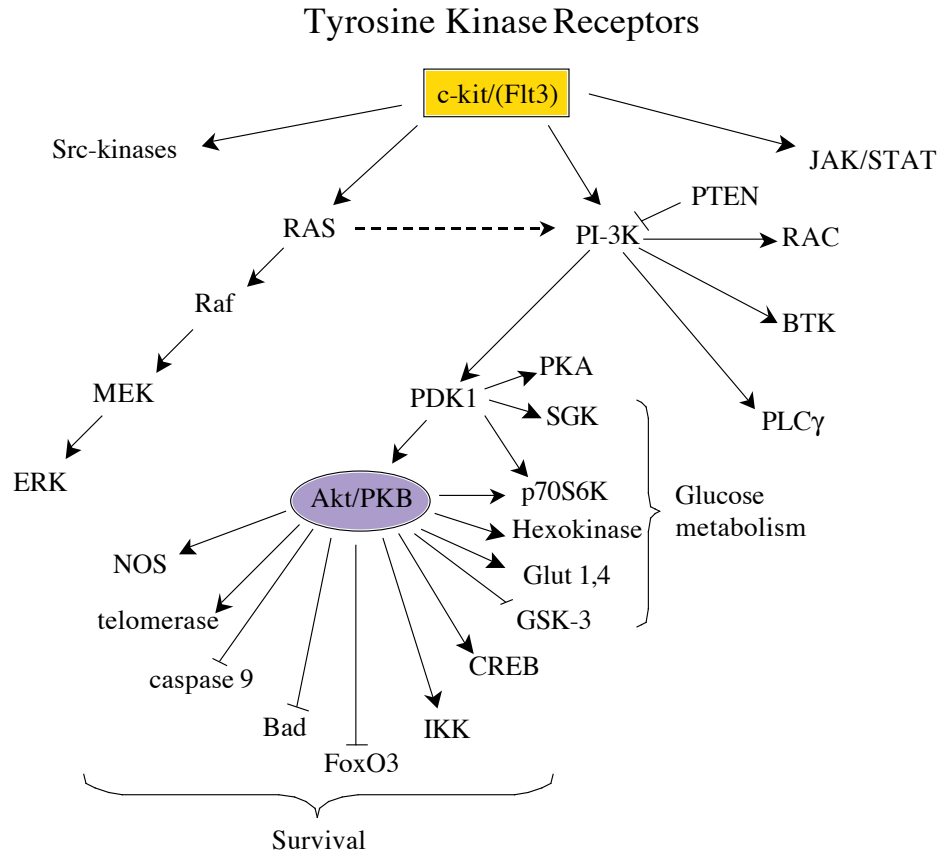 Tyrosine Kinase Receptors
c-kit/(Flt3)
Src-kinases
JAK/STAT
PTEN
RAS
PI-3K
RAC
Raf
BTK
PKA
MEK
PDK1
SGK
PLCγ
ERK
Akt/PKB
p70S6K
Glucose
metabolism
Hexokinase
NOS
Glut 1,4
telomerase
GSK-3
CREB
caspase 9
Bad
IKK
FoxO3
Survival